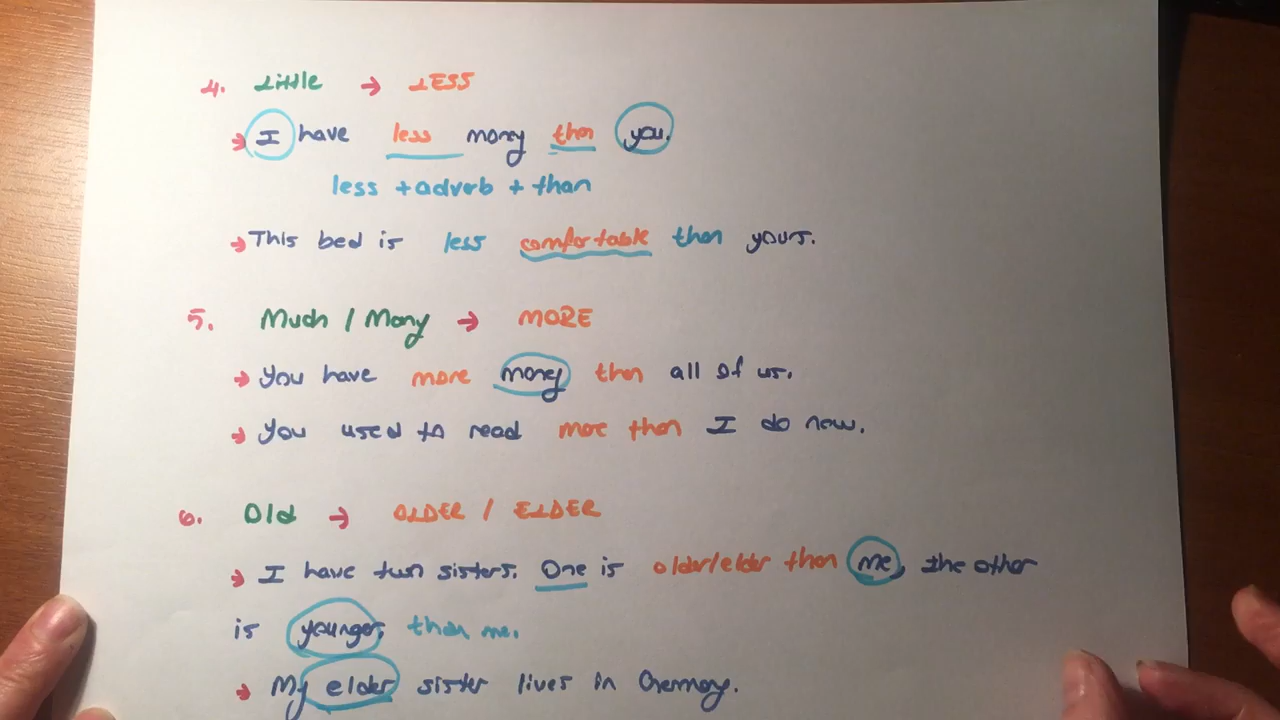 4. Little → LESS
→ I have less money than you.
less + adverb + than
→ This bed is less comfortable than yours.
5. Much / Many → MORE
→ You have more money than all of us.
→ You used to read more than I do now.
6. Old → OLDER / ELDER
→ I have two sisters. One is older/elder than me, the other
is younger than me.
→ My elder sister lives in Germany.